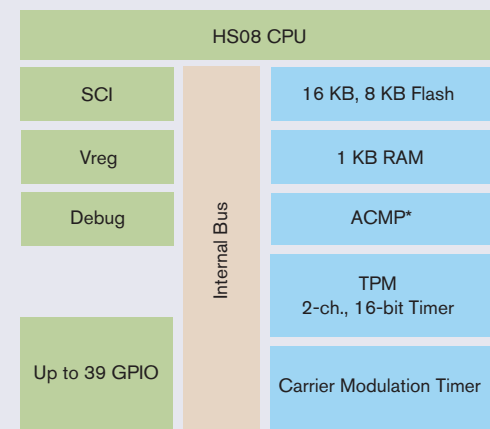 HS08 CPU
SCI
16 KB, 8 KB Flash
Vreg
1 KB RAM
Debug
Internal Bus
ACMP*
TPM
2-ch., 16-bit Timer
Up to 39 GPIO
Carrier Modulation Timer